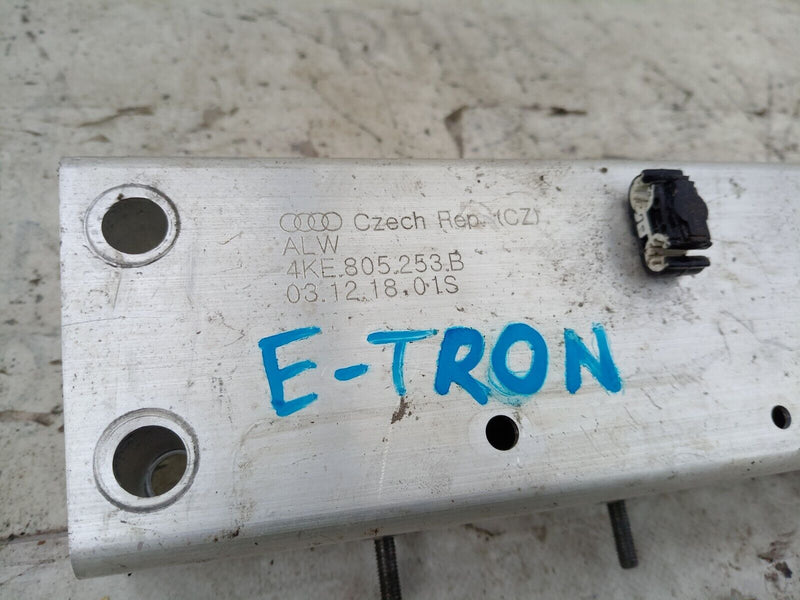 Czech Rep. (CZ)
ALW
4KE.805.253.B
03.12.18.01S
E-TRON